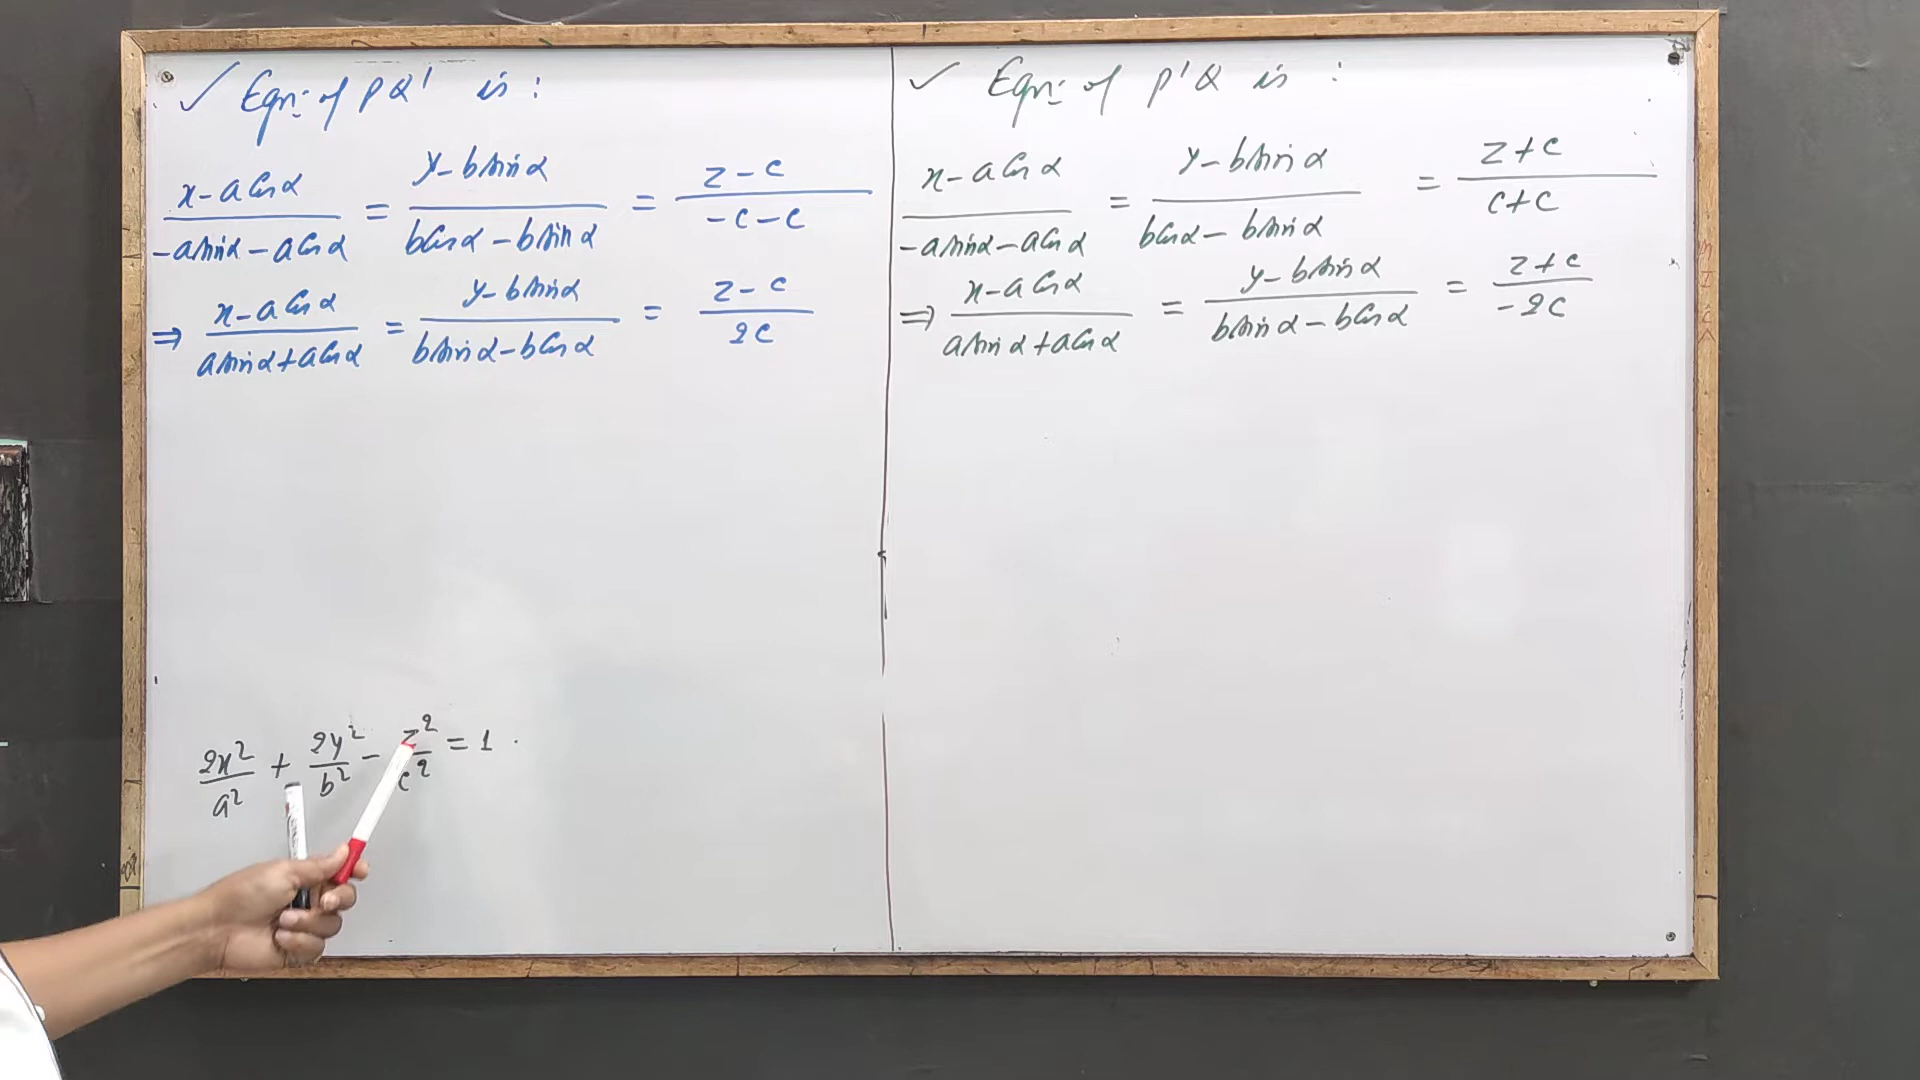 ✓ Eqn: of PQ' is :
(x - a Cos α)/(-a sin α - a Cos α) = (y - b sin α)/(b Cos α - b sin α) = (z - c)/(-c - c)
⇒ (x - a Cos α)/(a sin α + a Cos α) = (y - b sin α)/(b sin α - b Cos α) = (z - c)/(2c)
2x²/a² + 2y²/b² - z²/c² = 1 .
✓ Eqn: of P'Q is :
(x - a Cos α)/(-a sin α - a Cos α) = (y - b sin α)/(b Cos α - b sin α) = (z + c)/(c + c)
⇒ (x - a Cos α)/(a sin α + a Cos α) = (y - b sin α)/(b sin α - b Cos α) = (z + c)/(-2c)